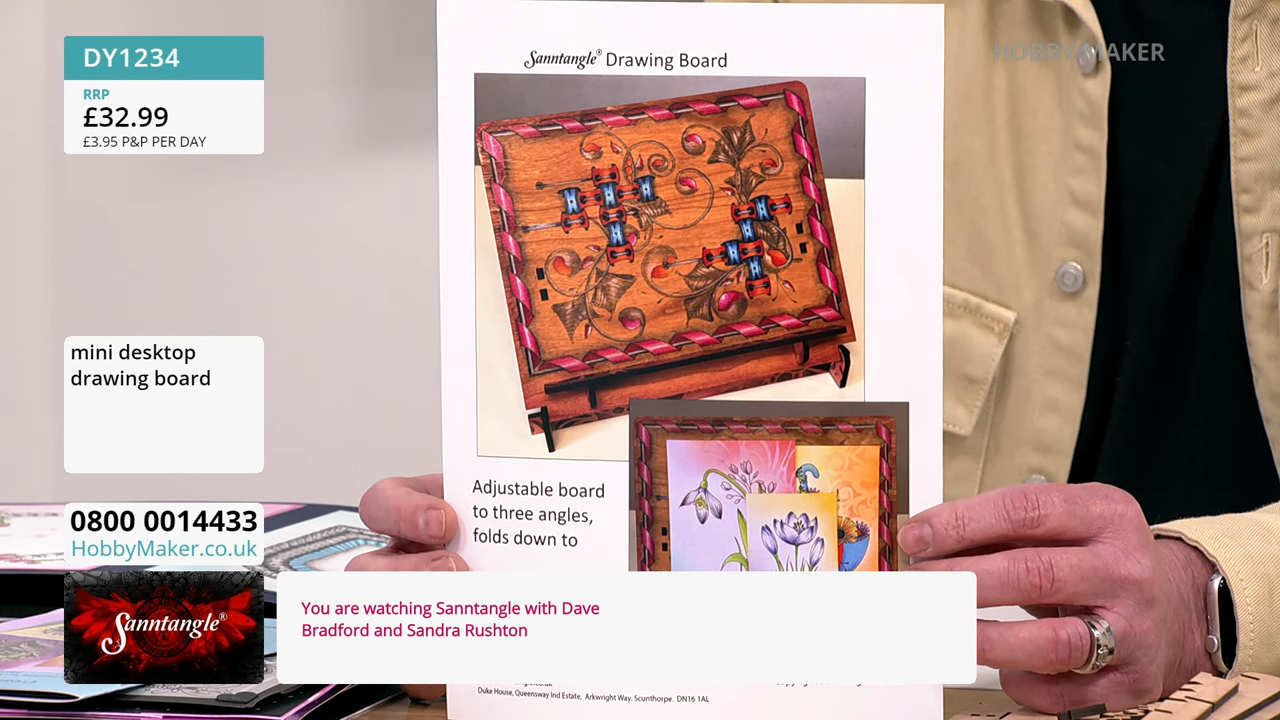 DY1234
RRP
£32.99
£3.95 P&P PER DAY
HOBBY MAKER
Sanntangle® Drawing Board
mini desktop
drawing board
Adjustable board
to three angles,
folds down to
0800 0014433
HobbyMaker.co.uk
Sanntangle®
You are watching Sanntangle with Dave
Bradford and Sandra Rushton
Duke House, Queensway Ind Estate, Arkwright Way. Scunthorpe. DN16 1AL